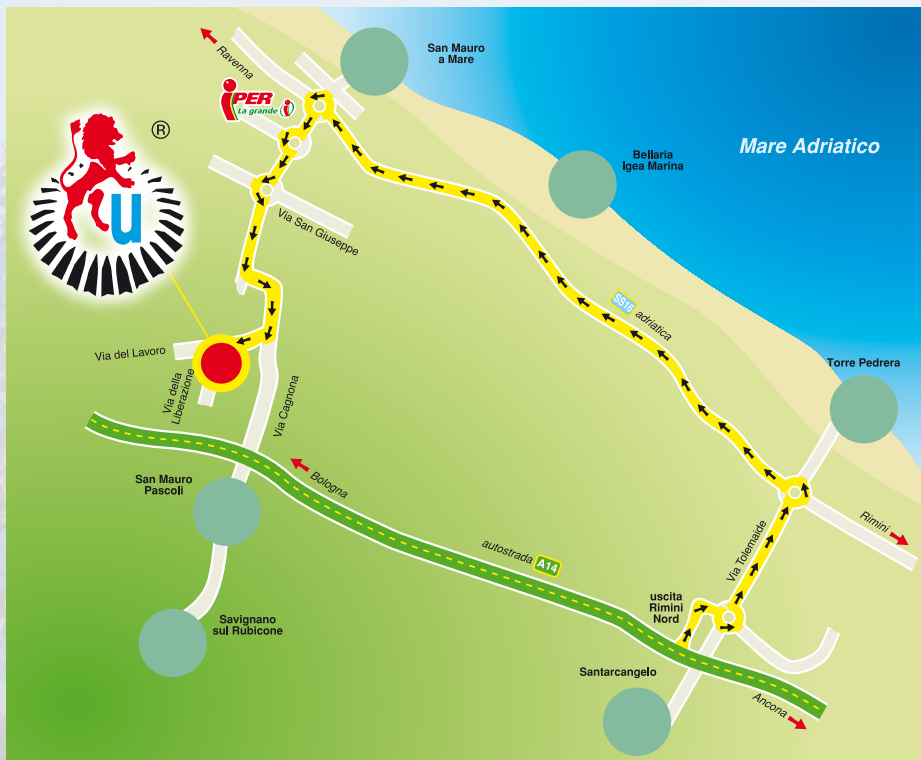 San Mauro
a Mare
Ravenna
iPER
La grande i
®
u
Mare Adriatico
Bellaria
Igea Marina
Via San Giuseppe
SS16 adriatica
Torre Pedrera
Via del Lavoro
Via della
Liberazione
Via Cagnona
San Mauro
Pascoli
Bologna
Rimini
autostrada A14
Via Tolemaide
uscita
Rimini
Nord
Savignano
sul Rubicone
Santarcangelo
Ancona